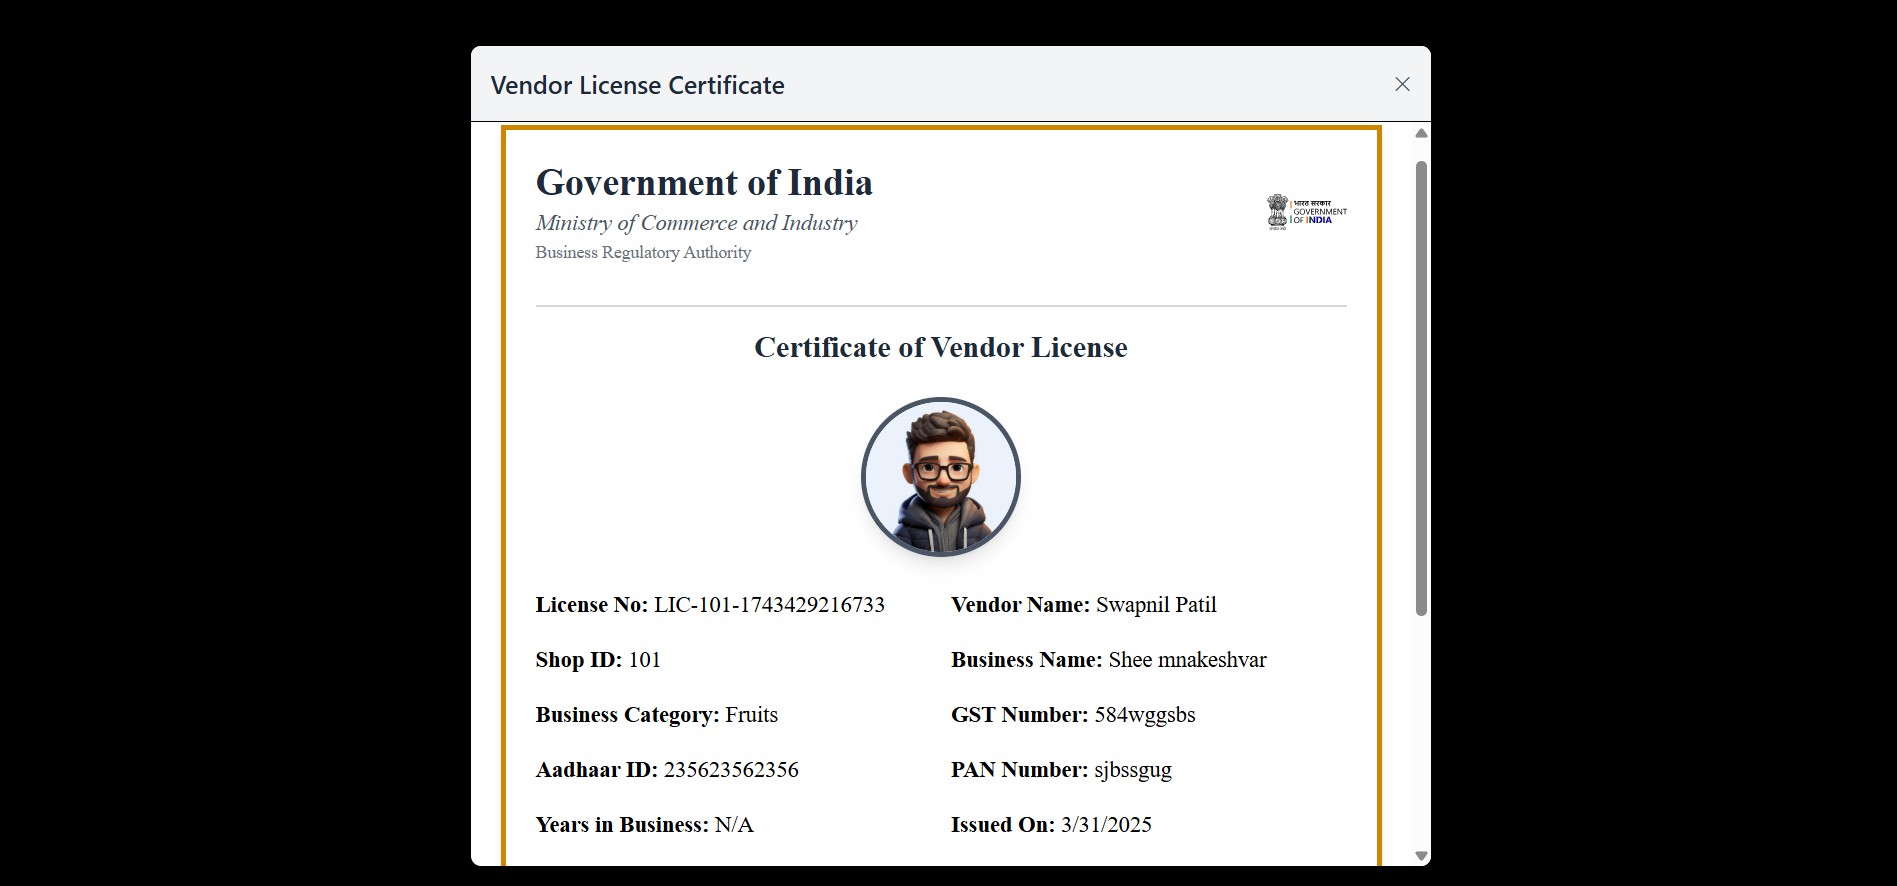 Vendor License Certificate
Government of India
Ministry of Commerce and Industry
Business Regulatory Authority
भारत सरकार
GOVERNMENT
OF INDIA
Certificate of Vendor License
License No: LIC-101-1743429216733
Vendor Name: Swapnil Patil
Shop ID: 101
Business Name: Shee mnakeshvar
Business Category: Fruits
GST Number: 584wggsbs
Aadhaar ID: 235623562356
PAN Number: sjbssgug
Years in Business: N/A
Issued On: 3/31/2025